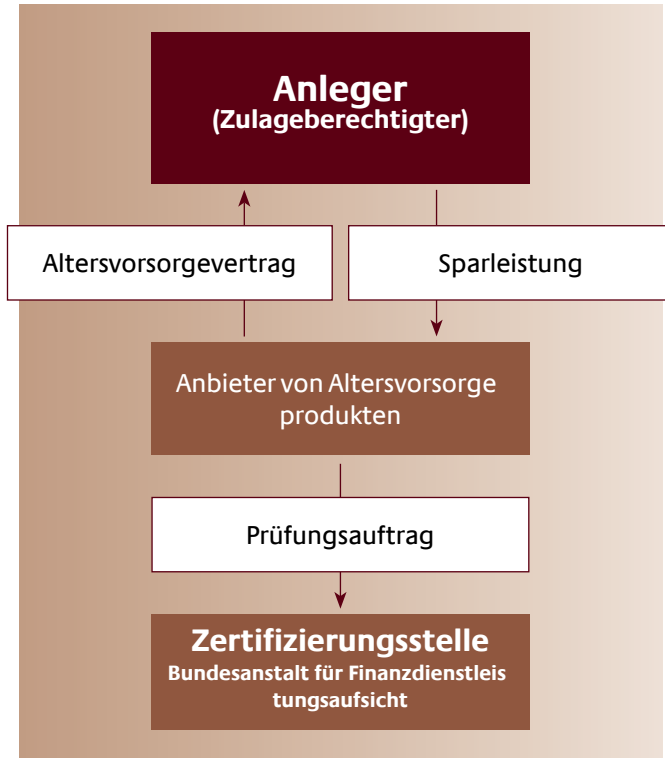 Anleger
(Zulageberechtigter)
Altersvorsorgevertrag
Sparleistung
Anbieter von Altersvorsorge
produkten
Prüfungsauftrag
Zertifizierungsstelle
Bundesanstalt für Finanzdienstleis
tungsaufsicht